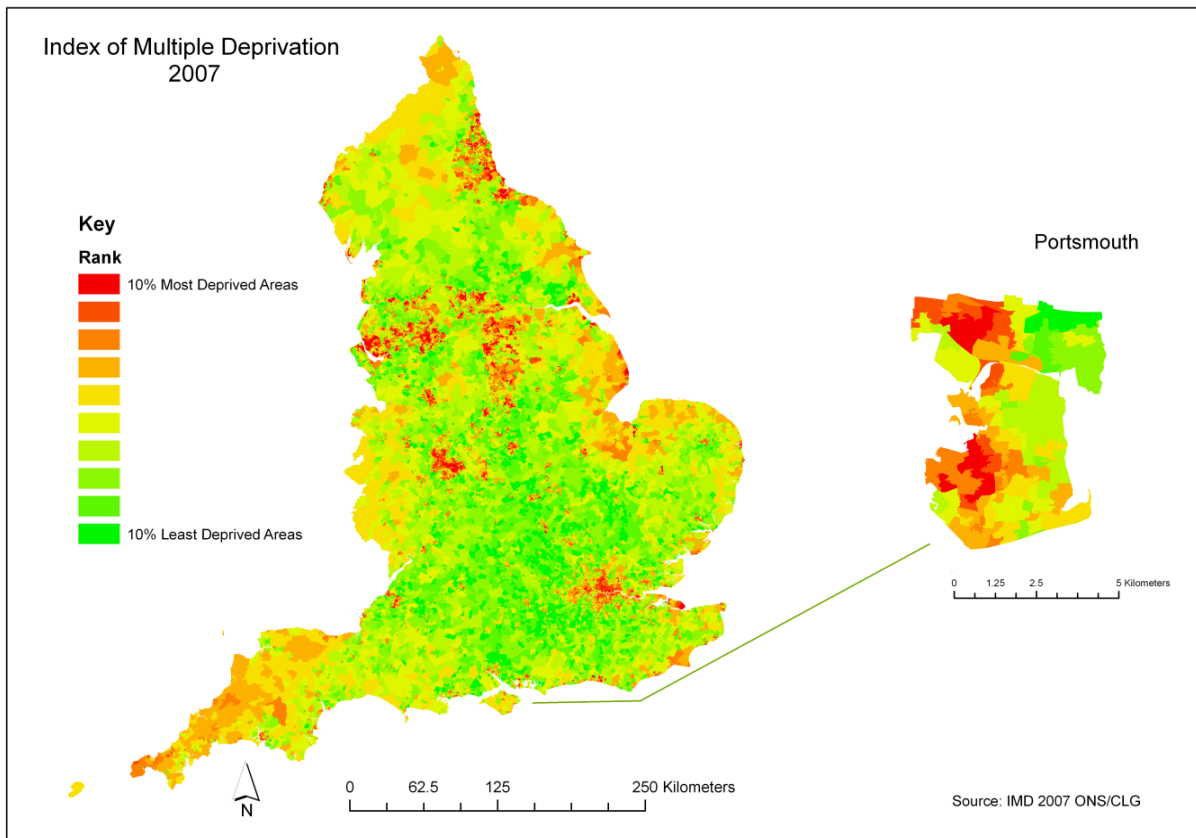 Index of Multiple Deprivation
2007
Key
Rank
10% Most Deprived Areas
10% Least Deprived Areas
Portsmouth
0 1.25 2.5 5 Kilometers
N
0 62.5 125 250 Kilometers
Source: IMD 2007 ONS/CLG